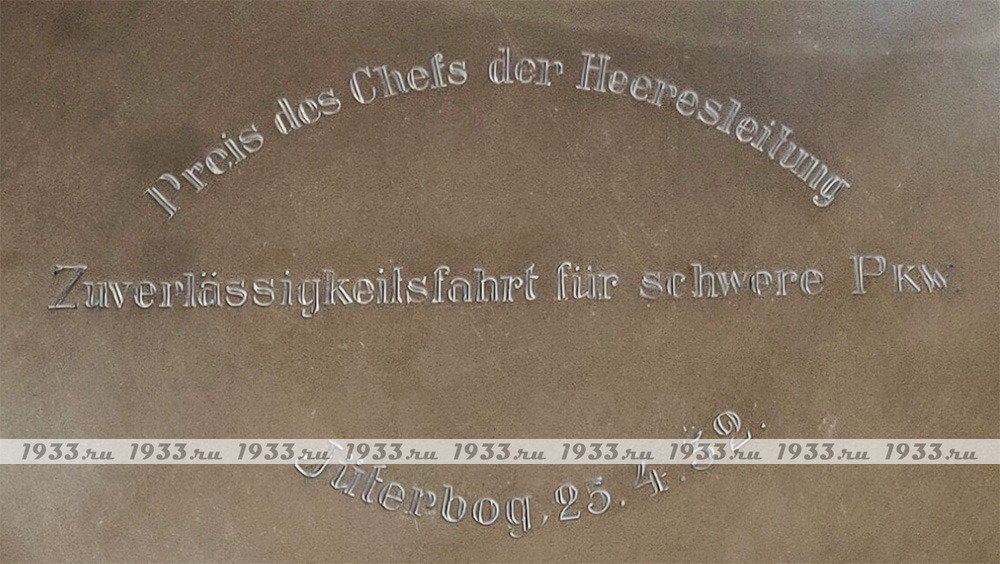 Preis des Chefs der Heeresleitung
Zuverlässigkeitsfahrt für schwere PKW.
1933.ru 1933.ru 1933.ru 1933.ru 1933.ru 1933.ru 1933.ru 1933.ru 1933.ru
Jüterbog, 25. 4. 32.